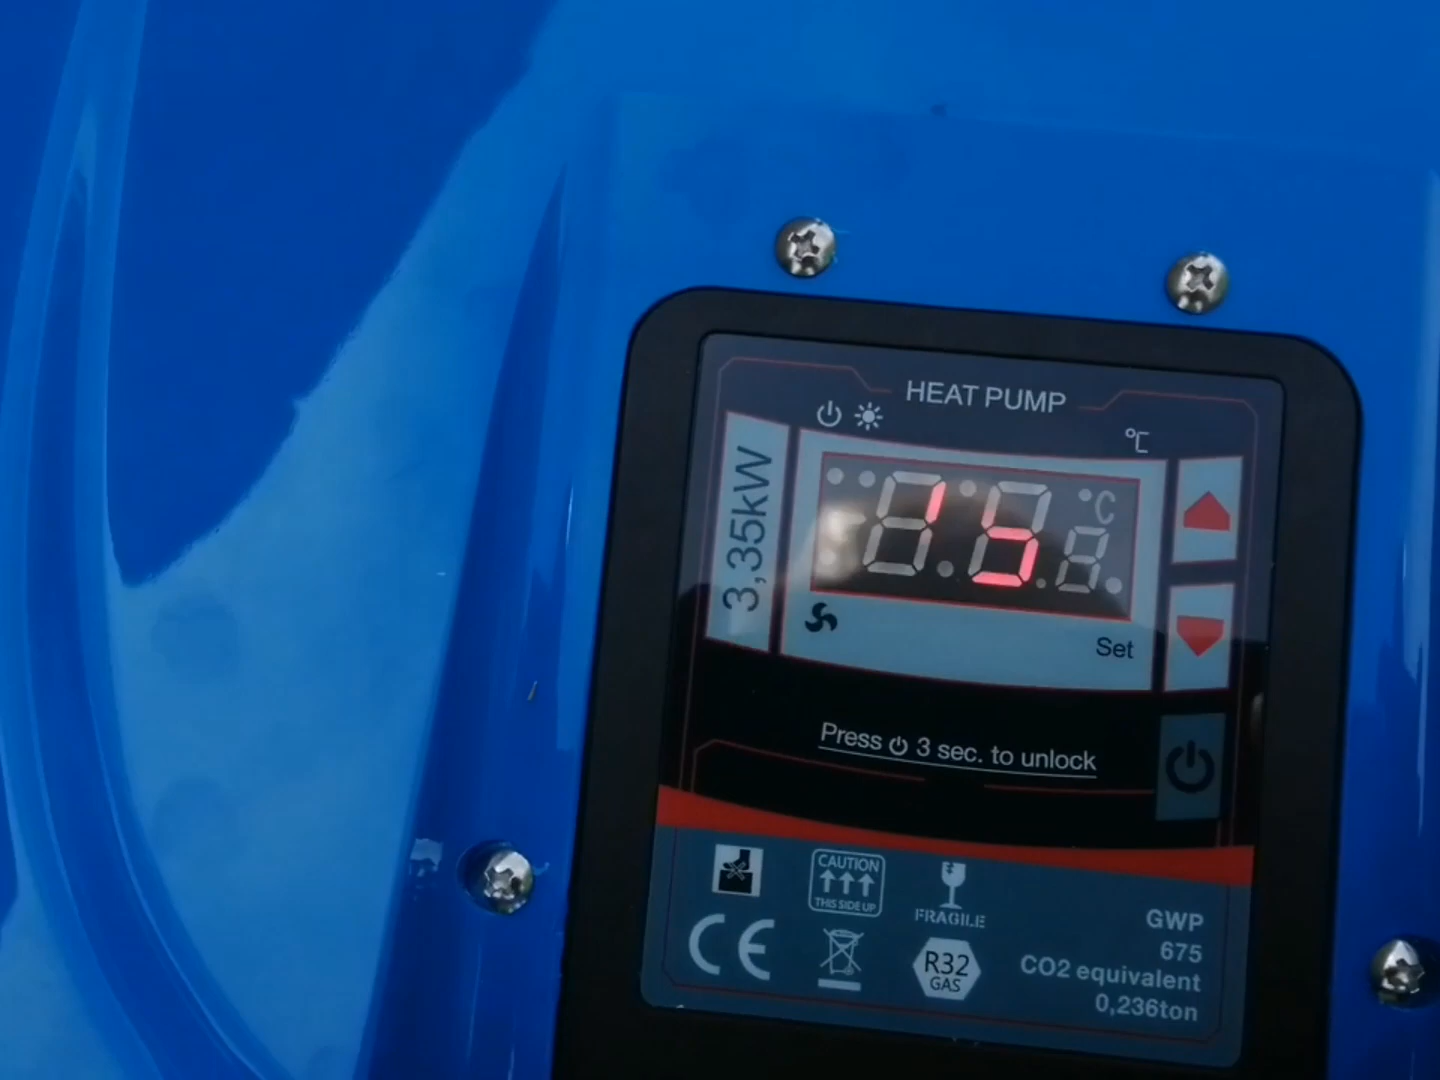 HEAT PUMP
°C
3,35kW
15
°C
Set
Press ⏻ 3 sec. to unlock
CAUTION
THIS SIDE UP
FRAGILE
CE
R32
GAS
GWP
675
CO2 equivalent
0,236ton